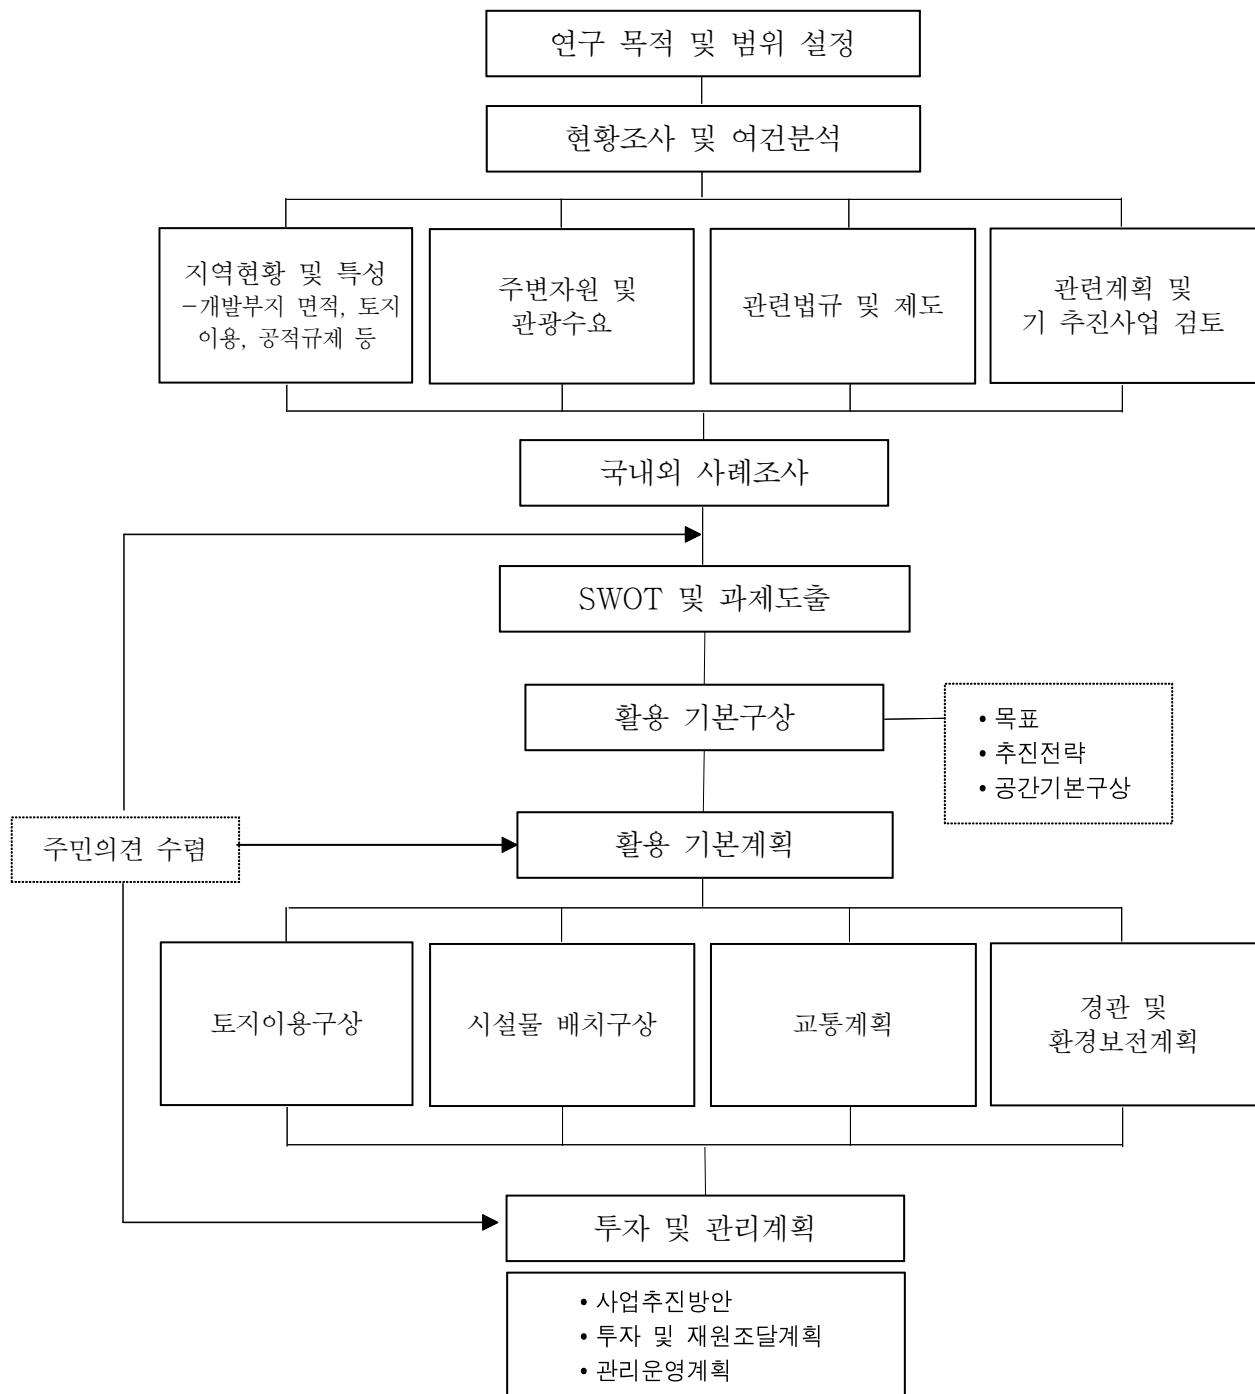 연구 목적 및 범위 설정
현황조사 및 여건분석
지역현황 및 특성
-개발부지 면적, 토지
이용, 공적규제 등
주변자원 및
관광수요
관련법규 및 제도
관련계획 및
기 추진사업 검토
국내외 사례조사
SWOT 및 과제도출
활용 기본구상
• 목표
• 추진전략
• 공간기본구상
주민의견 수렴
활용 기본계획
토지이용구상
시설물 배치구상
교통계획
경관 및
환경보전계획
투자 및 관리계획
• 사업추진방안
• 투자 및 재원조달계획
• 관리운영계획